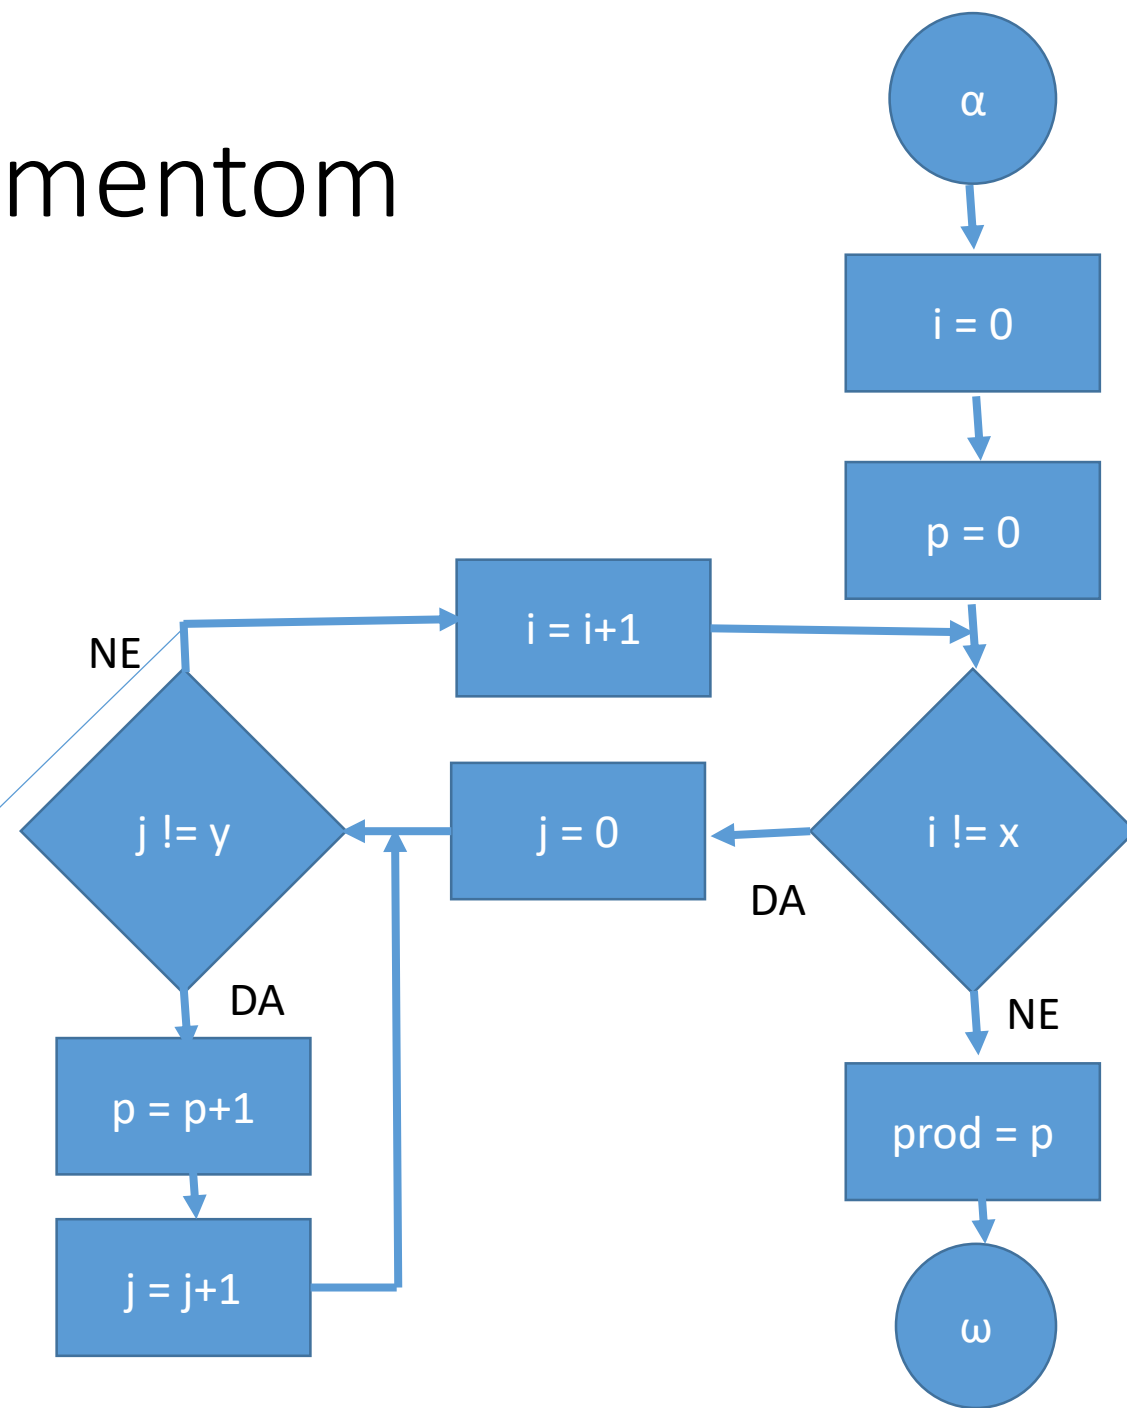 mentom
α
i = 0
p = 0
i = i+1
NE
j != y
j = 0
i != x
DA
DA
NE
p = p+1
prod = p
j = j+1
ω